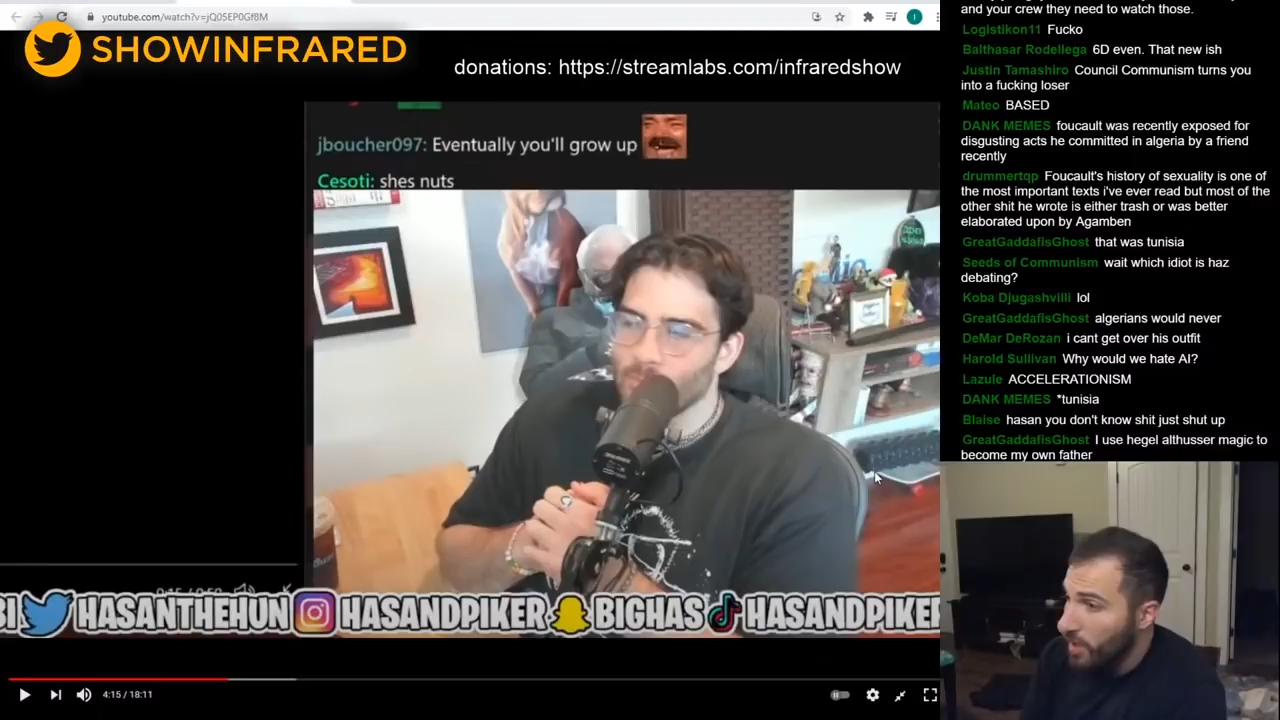 youtube.com/watch?v=jQ05EP0Gf8M
SHOWINFRARED
donations: https://streamlabs.com/infraredshow
jboucher097: Eventually you'll grow up
Cesoti: shes nuts
HASANTHEHUN HASANDPIKER BIGHAS HASANDPIKER
4:15 / 18:11
and your crew they need to watch those.
Logistikon11 Fucko
Balthasar Rodellega 6D even. That new ish
Justin Tamashiro Council Communism turns you
into a fucking loser
Mateo BASED
DANK MEMES foucault was recently exposed for
disgusting acts he committed in algeria by a friend
recently
drummertqp Foucault's history of sexuality is one of
the most important texts i've ever read but most of the
other shit he wrote is either trash or was better
elaborated upon by Agamben
GreatGaddafisGhost that was tunisia
Seeds of Communism wait which idiot is haz
debating?
Koba Djugashvilli lol
GreatGaddafisGhost algerians would never
DeMar DeRozan i cant get over his outfit
Harold Sullivan Why would we hate AI?
Lazule ACCELERATIONISM
DANK MEMES *tunisia
Blaise hasan you don't know shit just shut up
GreatGaddafisGhost I use hegel althusser magic to
become my own father